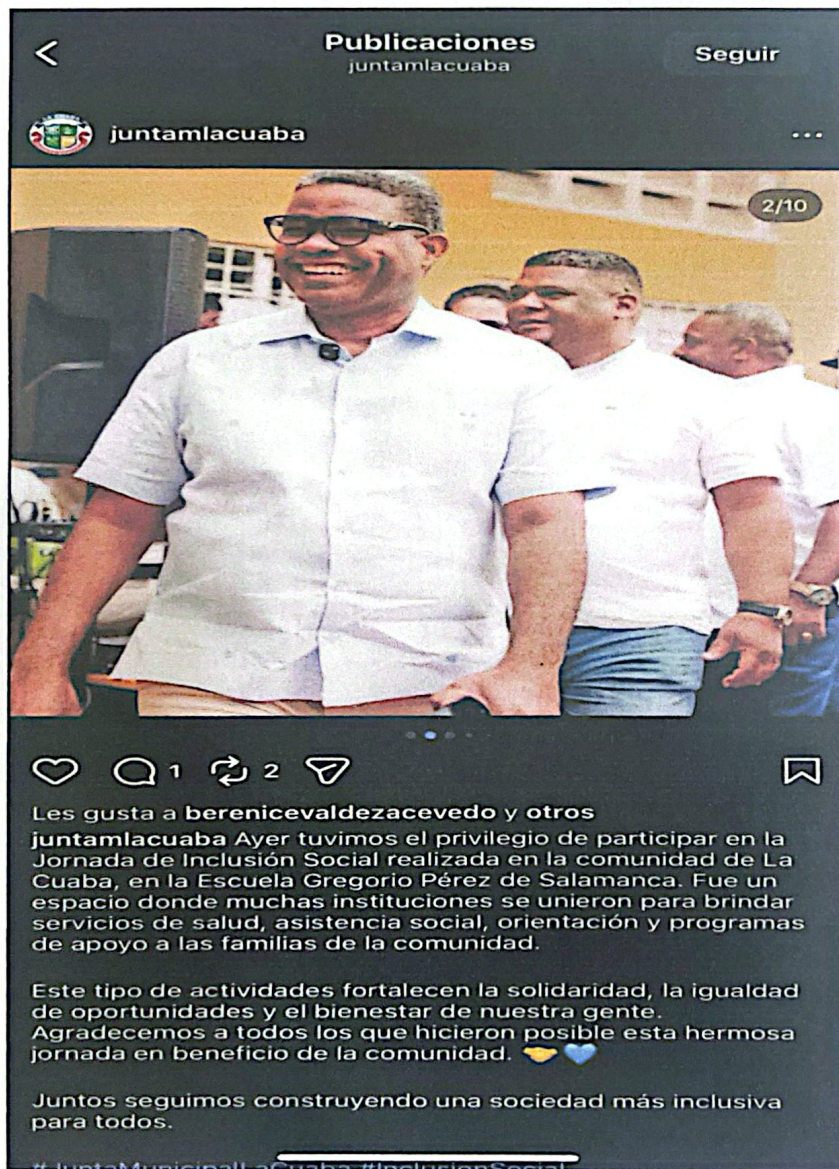 Publicaciones
juntamlacuaba
Seguir
juntamlacuaba
2/10
1
2
Les gusta a berenicevaldezacevedo y otros
juntamlacuaba Ayer tuvimos el privilegio de participar en la
Jornada de Inclusión Social realizada en la comunidad de La
Cuaba, en la Escuela Gregorio Pérez de Salamanca. Fue un
espacio donde muchas instituciones se unieron para brindar
servicios de salud, asistencia social, orientación y programas
de apoyo a las familias de la comunidad.
Este tipo de actividades fortalecen la solidaridad, la igualdad
de oportunidades y el bienestar de nuestra gente.
Agradecemos a todos los que hicieron posible esta hermosa
jornada en beneficio de la comunidad. 🤝💙
Juntos seguimos construyendo una sociedad más inclusiva
para todos.
#JuntaMunicipalLaCuaba #InclusionSocial